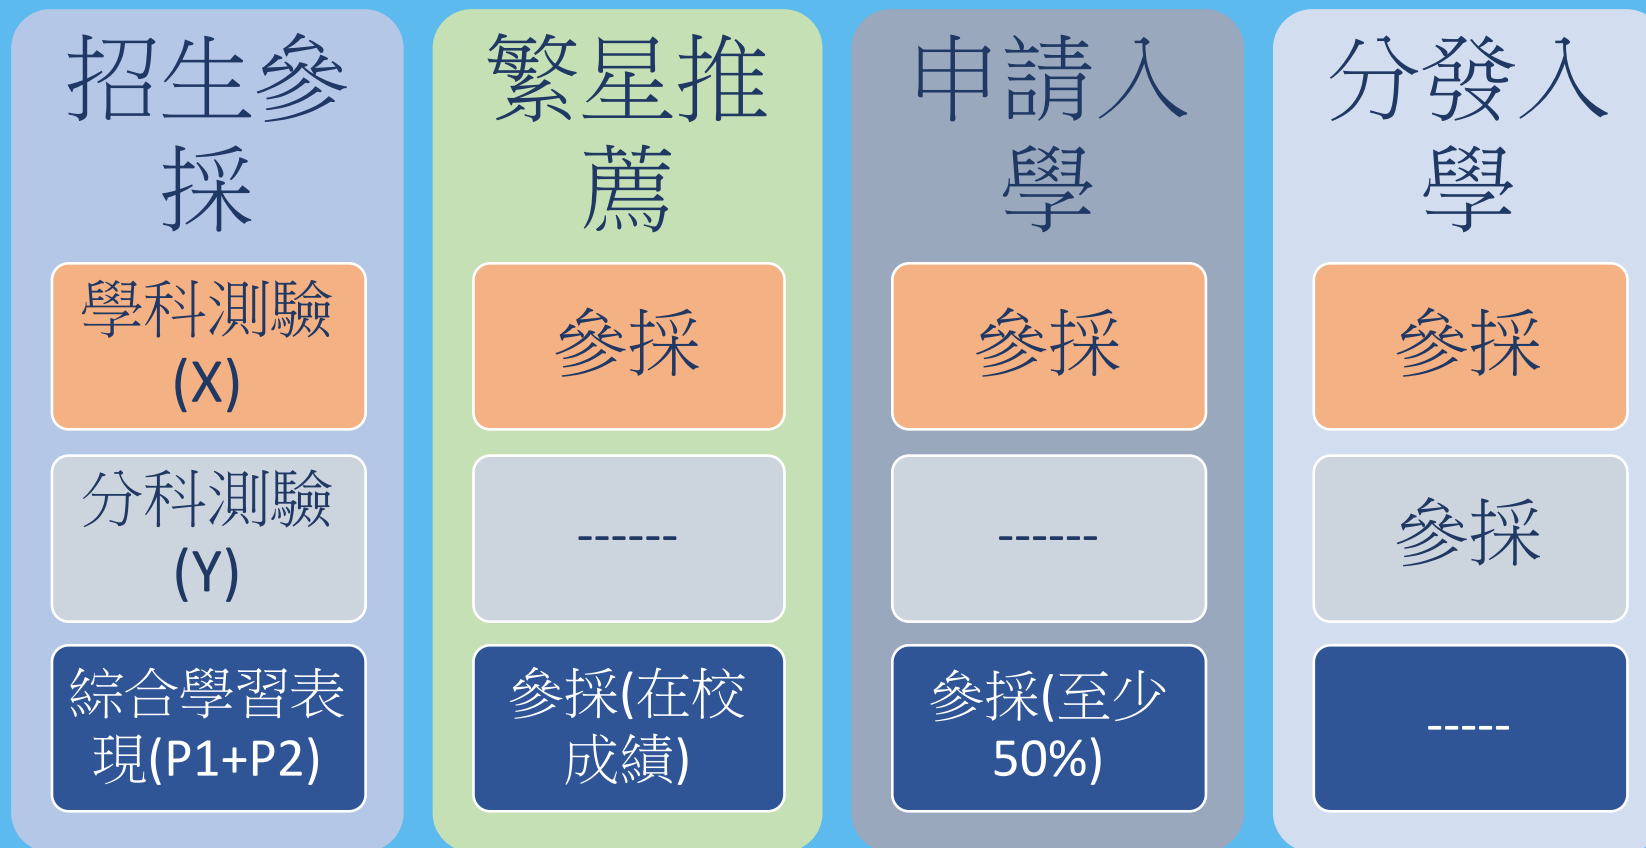 招生參
採
繁星推
薦
申請入
學
分發入
學
學科測驗
(X)
參採
參採
參採
分科測驗
(Y)
------
------
參採
綜合學習表
現(P1+P2)
參採(在校
成績)
參採(至少
50%)
-----